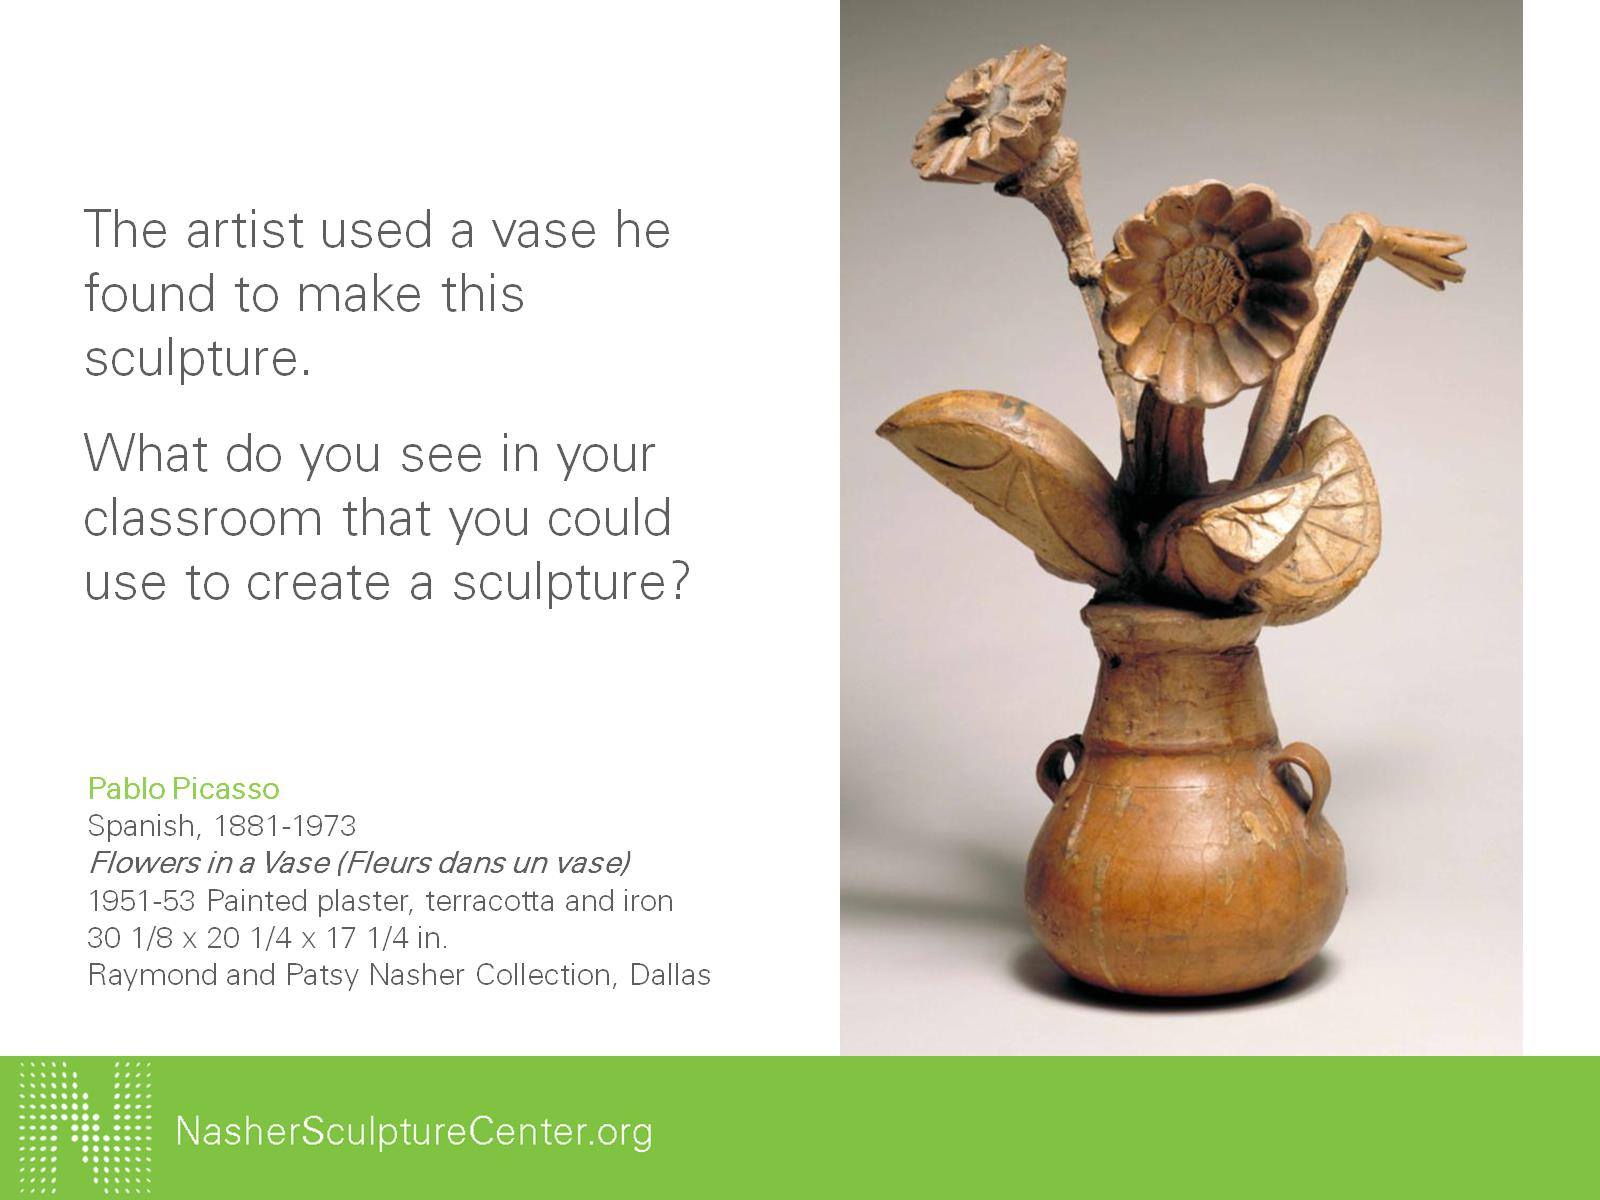 The artist used a vase he
found to make this
sculpture.
What do you see in your
classroom that you could
use to create a sculpture?
Pablo Picasso
Spanish, 1881-1973
Flowers in a Vase (Fleurs dans un vase)
1951-53 Painted plaster, terracotta and iron
30 1/8 x 20 1/4 x 17 1/4 in.
Raymond and Patsy Nasher Collection, Dallas
N
NasherSculptureCenter.org